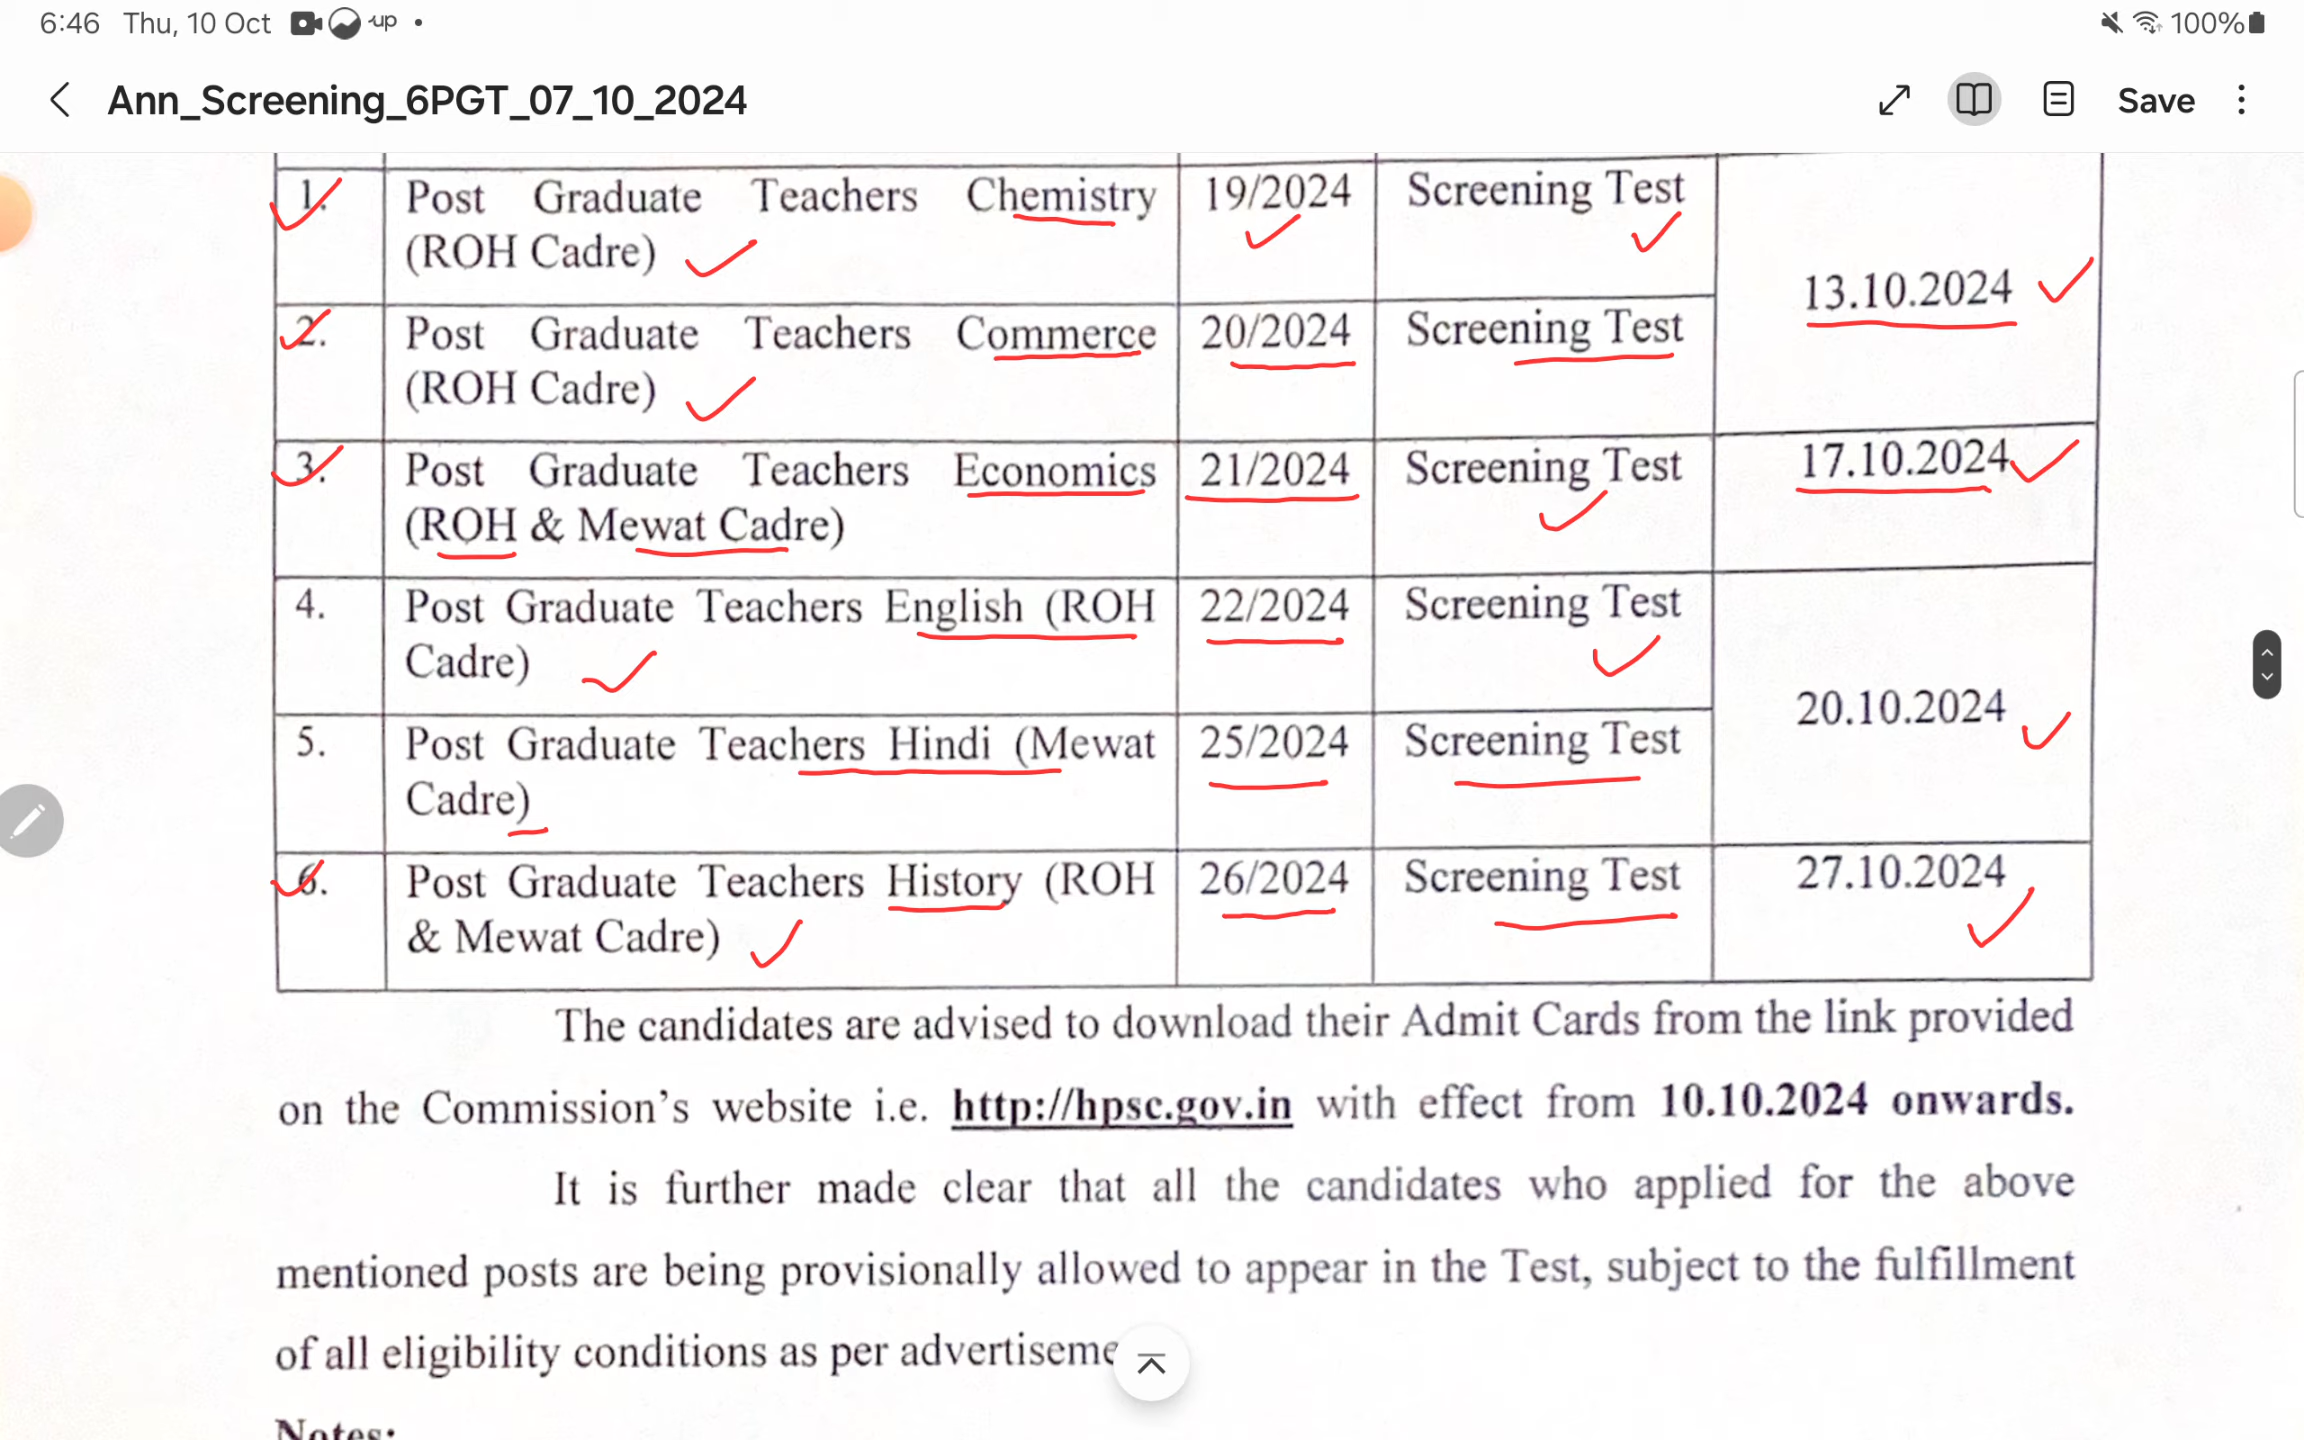 6:46 Thu, 10 Oct up
100%
Ann_Screening_6PGT_07_10_2024
Save
1. Post Graduate Teachers Chemistry 19/2024 Screening Test
(ROH Cadre)
13.10.2024
2. Post Graduate Teachers Commerce 20/2024 Screening Test
(ROH Cadre)
3. Post Graduate Teachers Economics 21/2024 Screening Test 17.10.2024
(ROH & Mewat Cadre)
4. Post Graduate Teachers English (ROH 22/2024 Screening Test
Cadre)
20.10.2024
5. Post Graduate Teachers Hindi (Mewat 25/2024 Screening Test
Cadre)
6. Post Graduate Teachers History (ROH 26/2024 Screening Test 27.10.2024
& Mewat Cadre)
The candidates are advised to download their Admit Cards from the link provided
on the Commission's website i.e. http://hpsc.gov.in with effect from 10.10.2024 onwards.
It is further made clear that all the candidates who applied for the above
mentioned posts are being provisionally allowed to appear in the Test, subject to the fulfillment
of all eligibility conditions as per advertiseme
Notes: